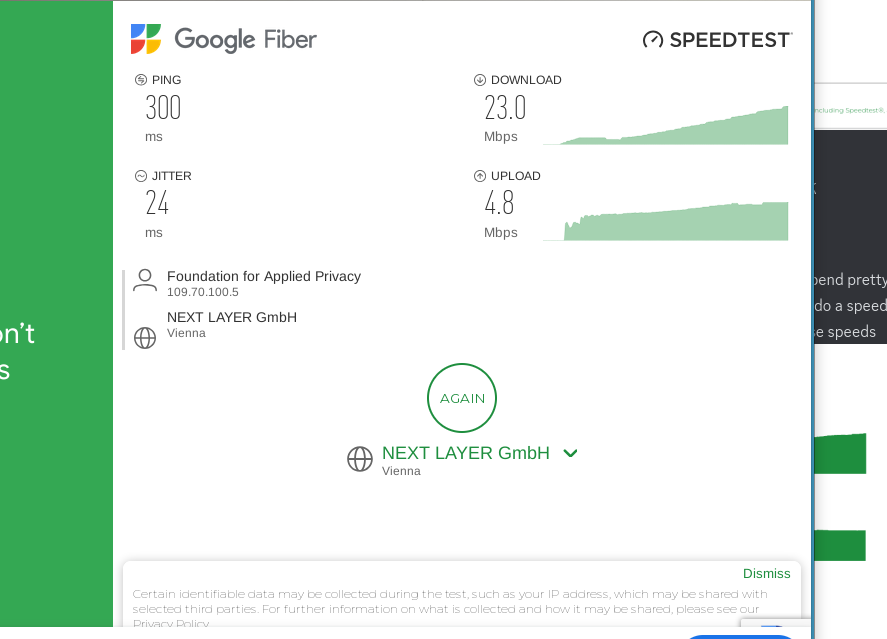 Google Fiber
SPEEDTEST
PING
300
ms
DOWNLOAD
23.0
Mbps
JITTER
24
ms
UPLOAD
4.8
Mbps
Foundation for Applied Privacy
109.70.100.5
NEXT LAYER GmbH
Vienna
AGAIN
NEXT LAYER GmbH
Vienna
Dismiss
Certain identifiable data may be collected during the test, such as your IP address, which may be shared with
selected third parties. For further information on what is collected and how it may be shared, please see our
Privacy Policy
on't
s
including Speedtest®,
k
pend pretty
do a speed
se speeds